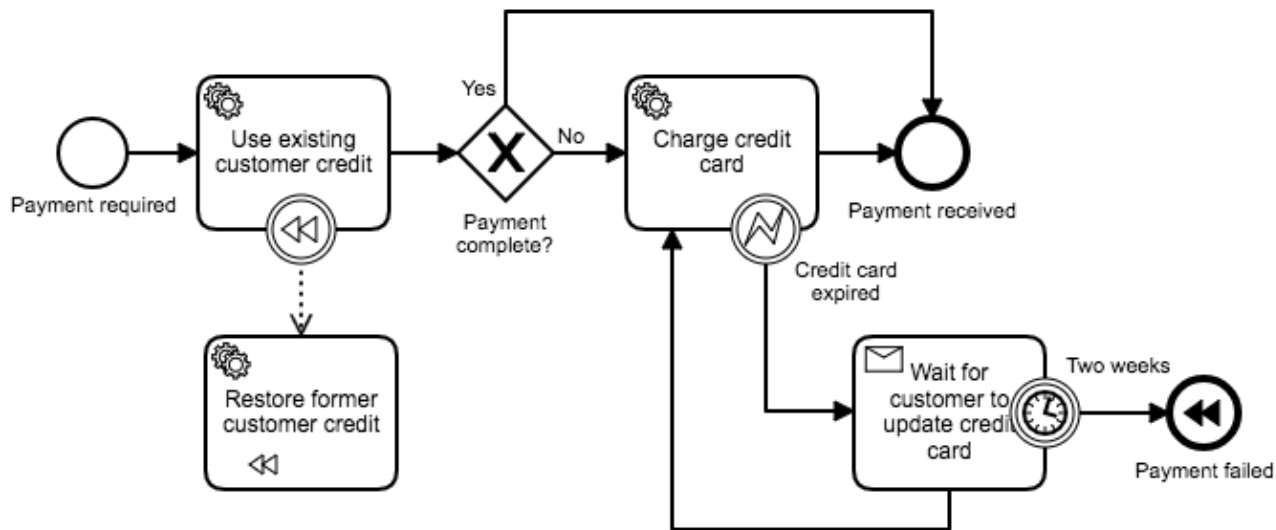 Payment required
Use existing
customer credit
Restore former
customer credit
Yes
No
Payment
complete?
Charge credit
card
Payment received
Credit card
expired
Wait for
customer to
update credit
card
Two weeks
Payment failed